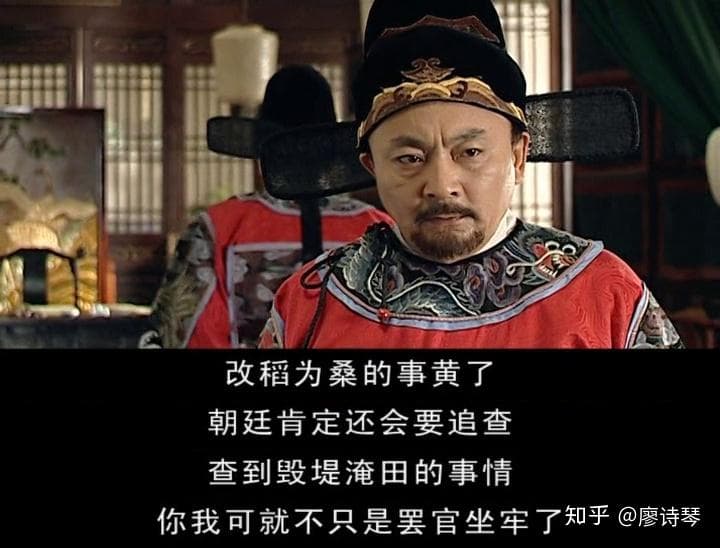 改稻为桑的事黄了
朝廷肯定还会要追查
查到毁堤淹田的事情
你我可就不只是罢官坐牢了
知乎 @廖诗琴